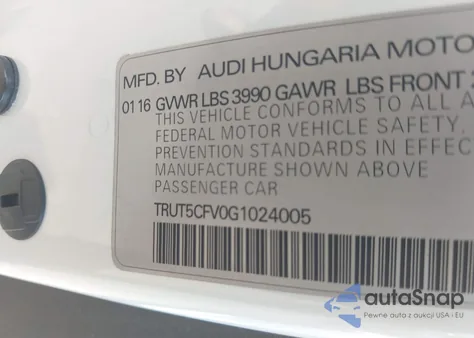 MFD. BY AUDI HUNGARIA MOTO
01 16 GVWR LBS 3990 GAWR LBS FRONT
THIS VEHICLE CONFORMS TO ALL A
FEDERAL MOTOR VEHICLE SAFETY,
PREVENTION STANDARDS IN EFFEC
MANUFACTURE SHOWN ABOVE
PASSENGER CAR
TRUT5CFV0G1024005
autoSnap
Pewne auto z aukcji USA i EU